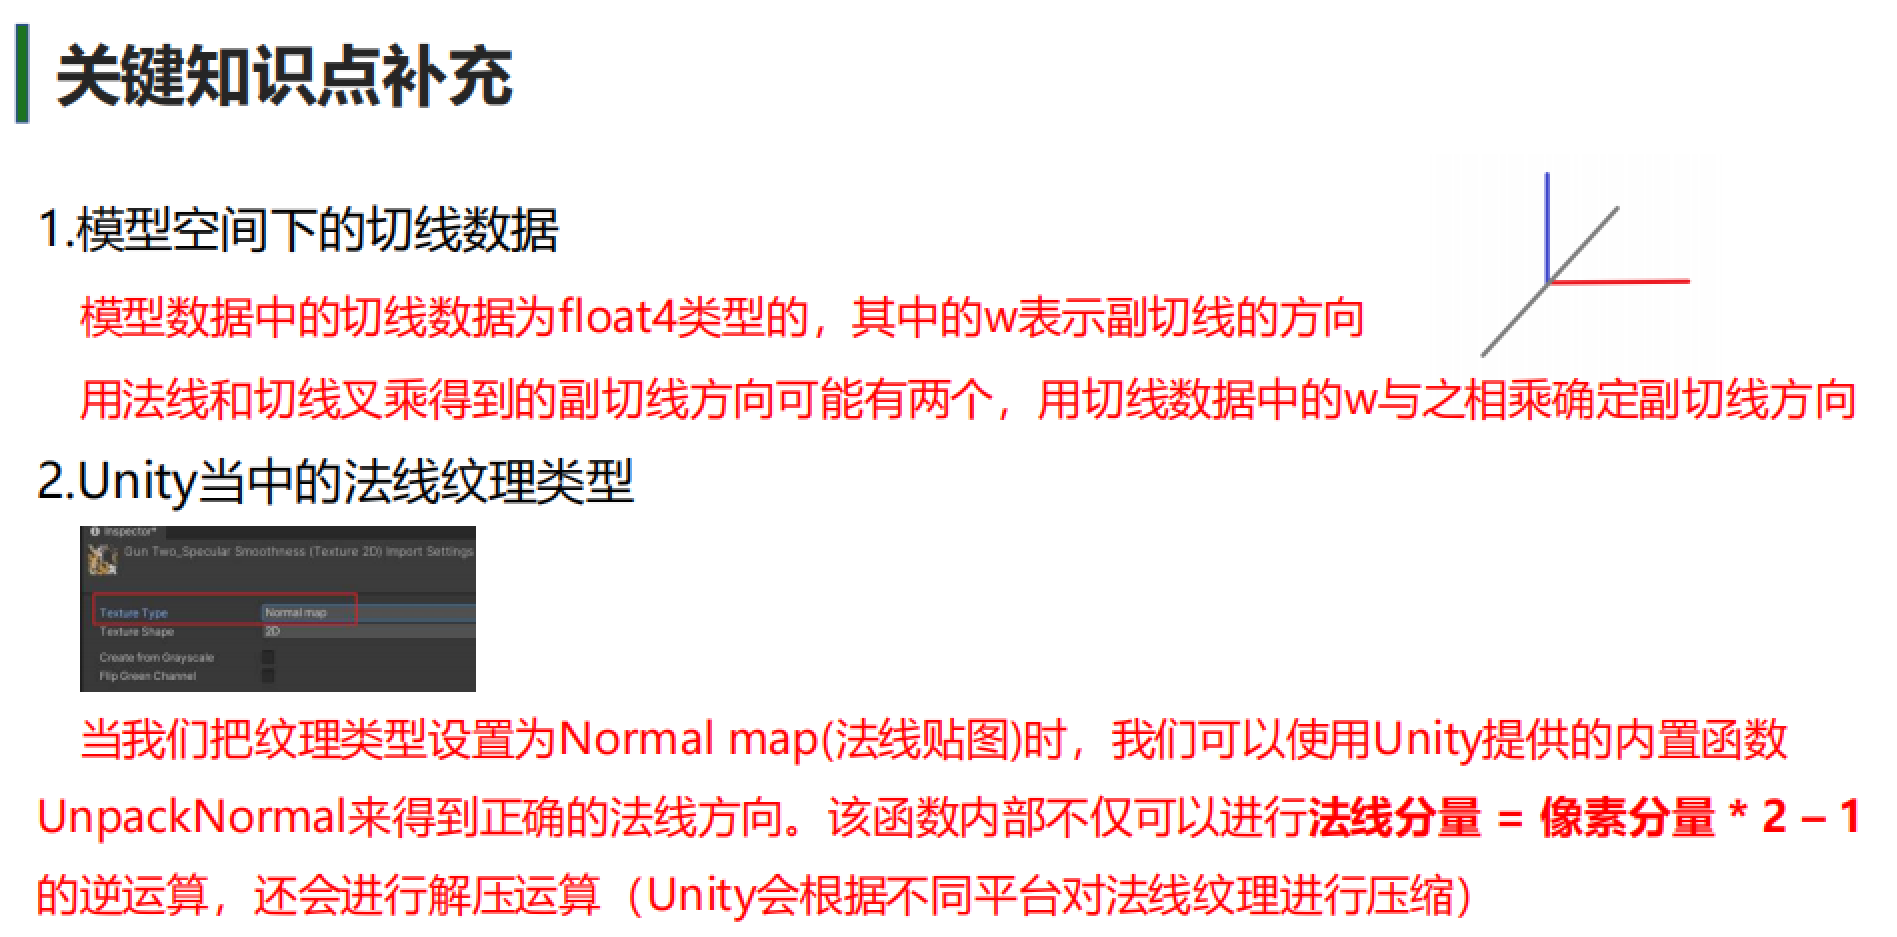 关键知识点补充
1.模型空间下的切线数据
模型数据中的切线数据为float4类型的，其中的w表示副切线的方向
用法线和切线叉乘得到的副切线方向可能有两个，用切线数据中的w与之相乘确定副切线方向
2.Unity当中的法线纹理类型
Inspector*
Gun Two_Specular Smoothness (Texture 2D) Import Settings
Texture Type Normal map
Texture Shape 2D
Create from Grayscale
Flip Green Channel
当我们把纹理类型设置为Normal map(法线贴图)时，我们可以使用Unity提供的内置函数
UnpackNormal来得到正确的法线方向。该函数内部不仅可以进行法线分量 = 像素分量 * 2 – 1
的逆运算，还会进行解压运算（Unity会根据不同平台对法线纹理进行压缩）